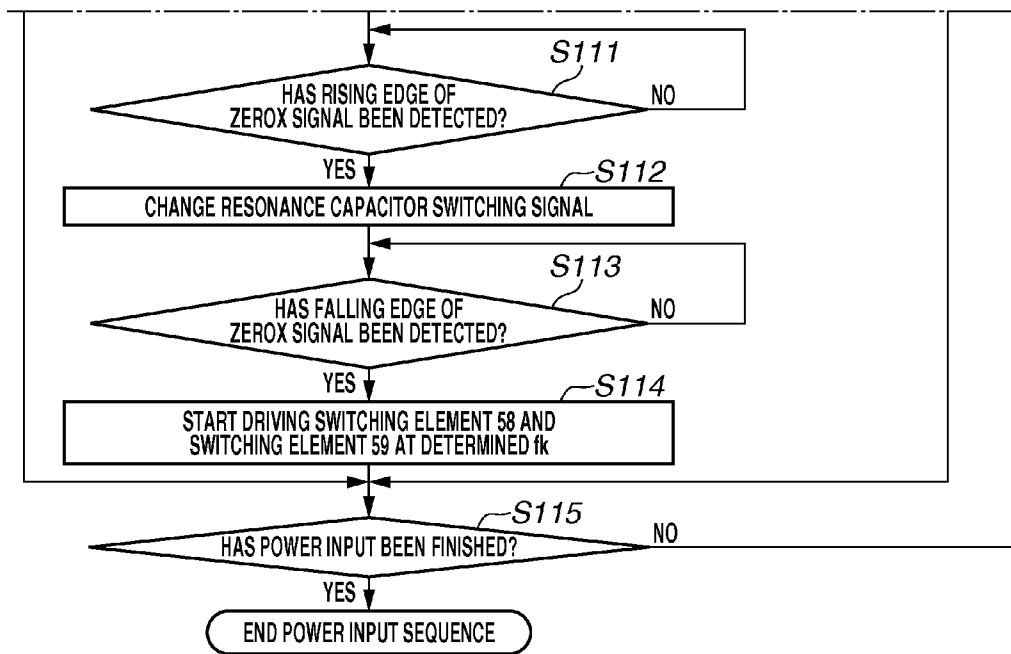 S111
HAS RISING EDGE OF
ZEROX SIGNAL BEEN DETECTED?
NO
YES
S112
CHANGE RESONANCE CAPACITOR SWITCHING SIGNAL
S113
HAS FALLING EDGE OF
ZEROX SIGNAL BEEN DETECTED?
NO
YES
S114
START DRIVING SWITCHING ELEMENT 58 AND
SWITCHING ELEMENT 59 AT DETERMINED fk
S115
HAS POWER INPUT BEEN FINISHED?
NO
YES
END POWER INPUT SEQUENCE